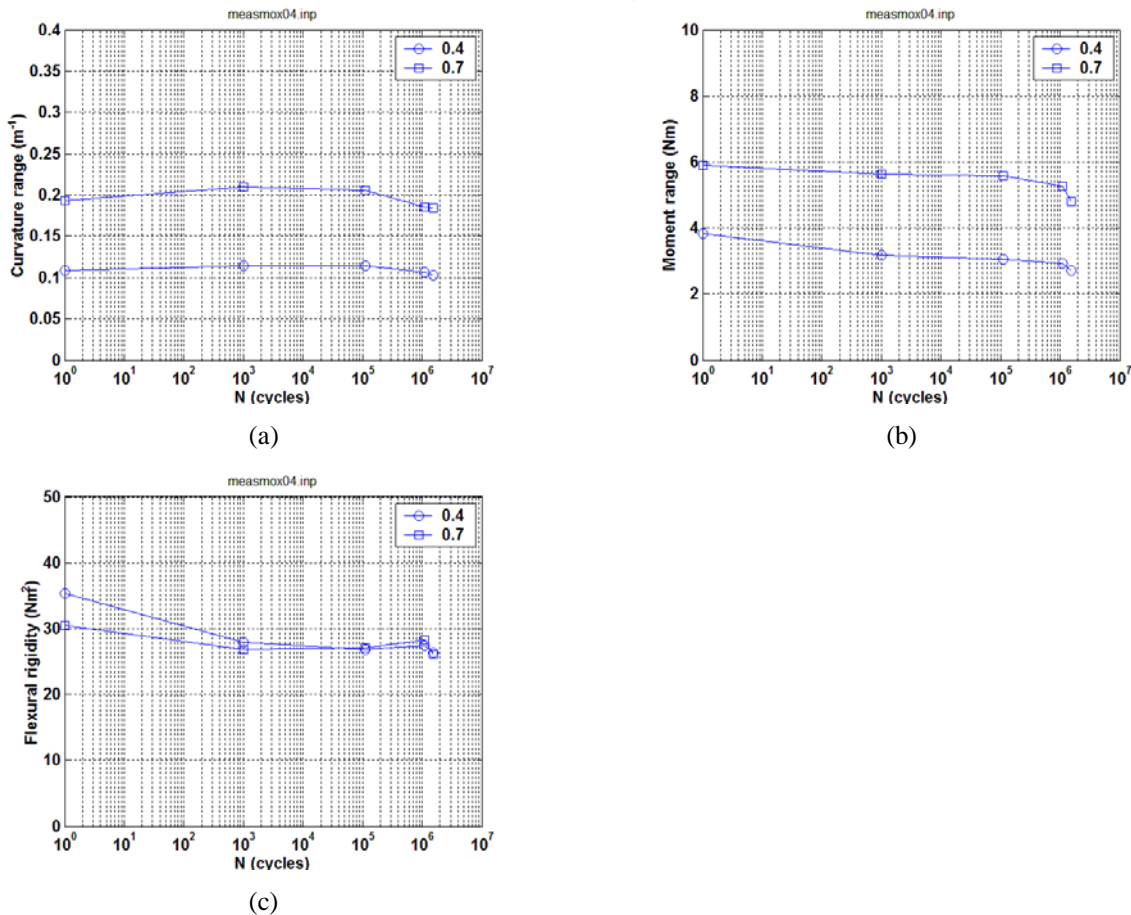 measmox04.inp
0.4
0.7
0.4
0.35
0.3
0.25
0.2
0.15
0.1
0.05
0
Curvature range (m⁻¹)
10⁰ 10¹ 10² 10³ 10⁴ 10⁵ 10⁶ 10⁷
N (cycles)
(a)
measmox04.inp
0.4
0.7
10
8
6
4
2
0
Moment range (Nm)
10⁰ 10¹ 10² 10³ 10⁴ 10⁵ 10⁶ 10⁷
N (cycles)
(b)
measmox04.inp
0.4
0.7
50
40
30
20
10
0
Flexural rigidity (Nm²)
10⁰ 10¹ 10² 10³ 10⁴ 10⁵ 10⁶ 10⁷
N (cycles)
(c)